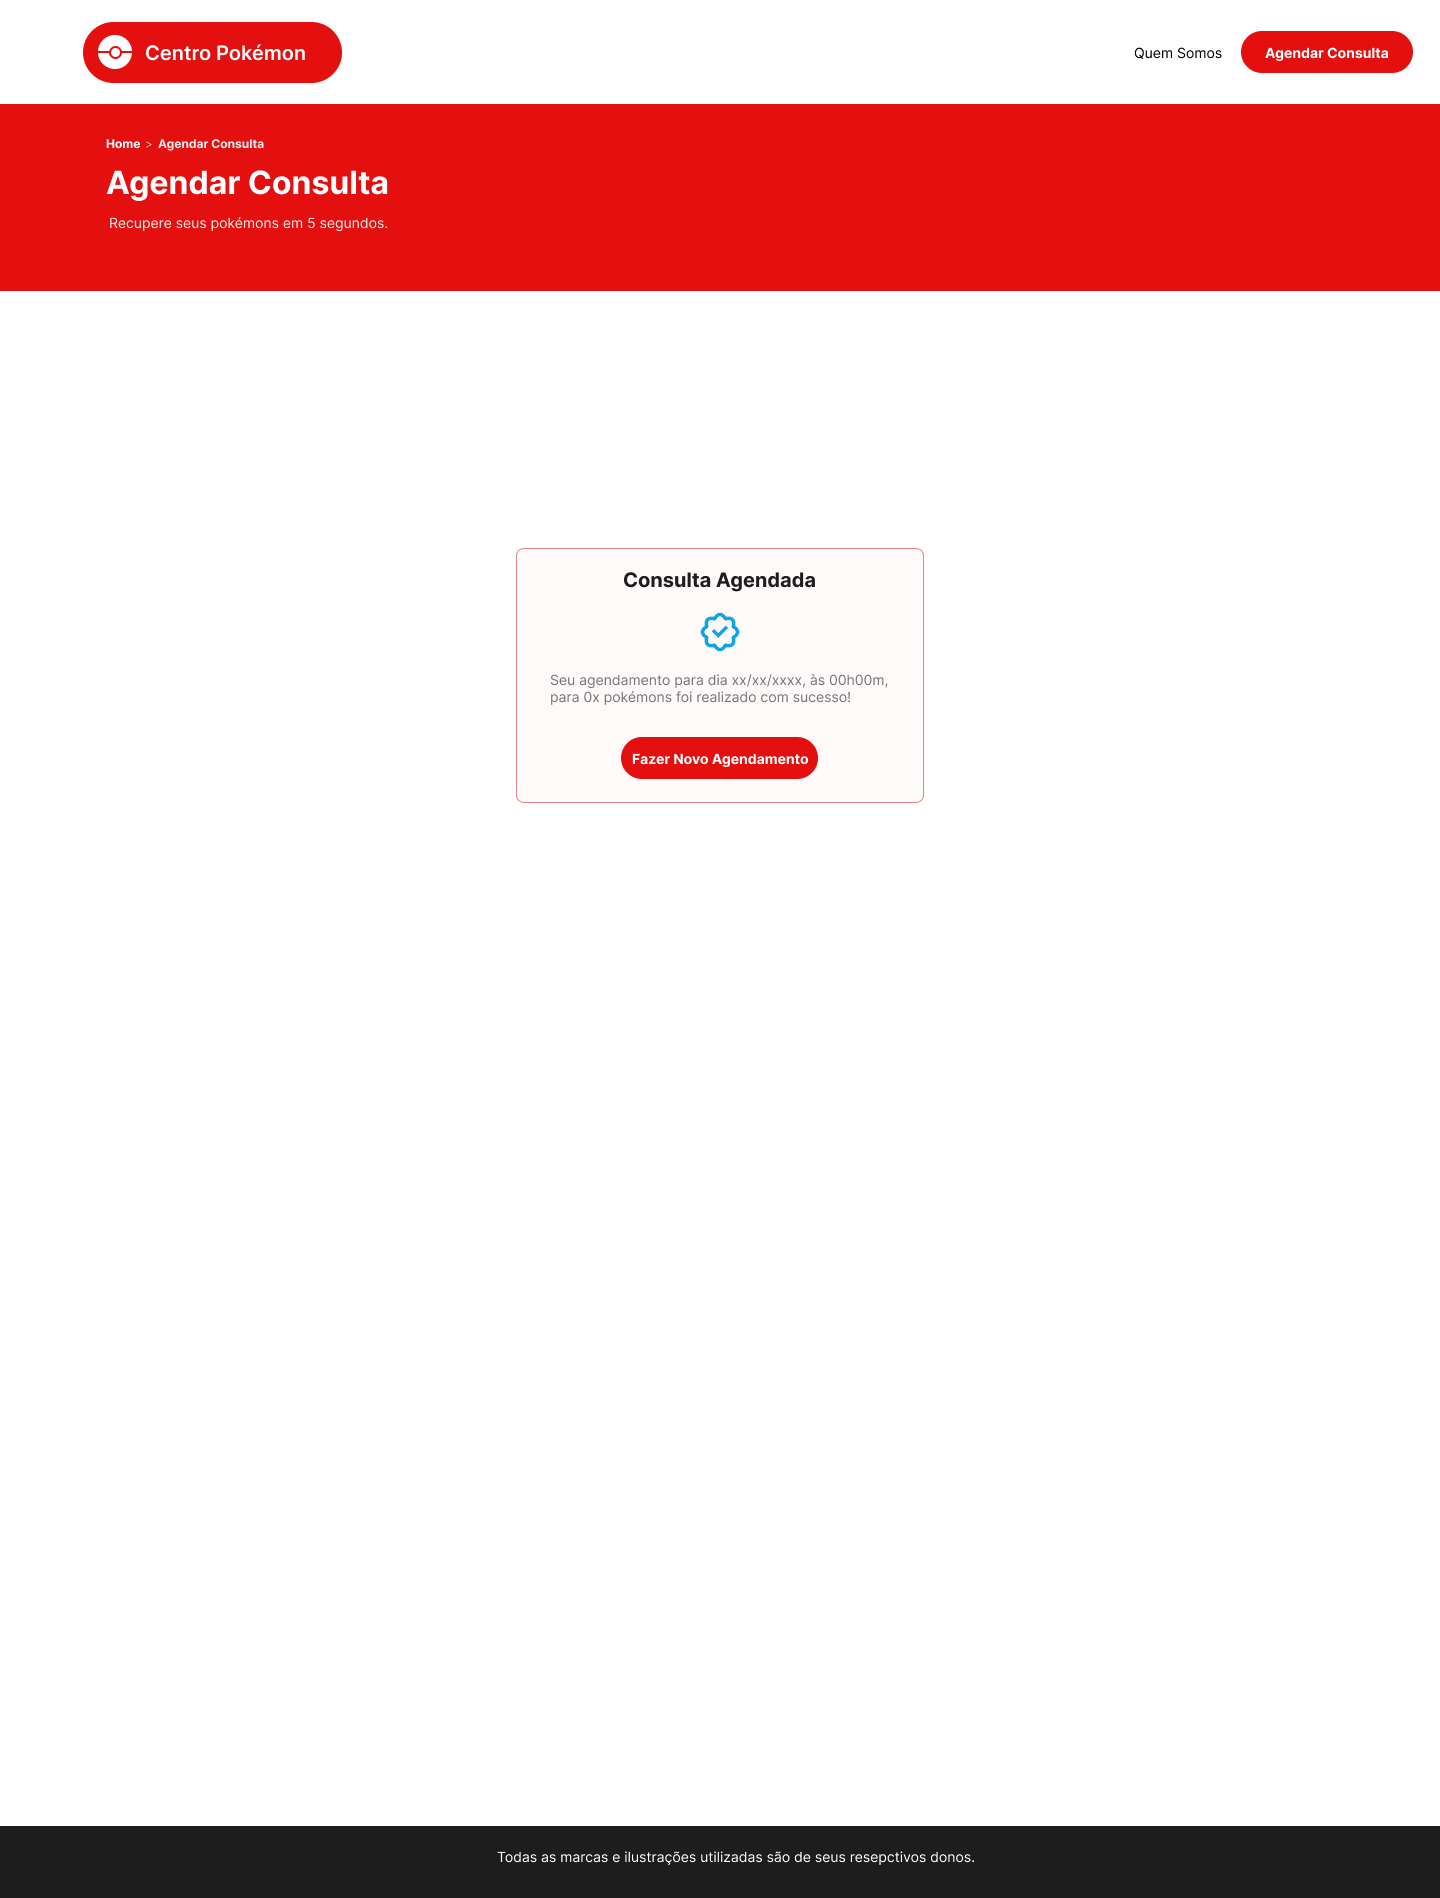 Centro Pokémon
Quem Somos
Agendar Consulta
Home > Agendar Consulta
Agendar Consulta
Recupere seus pokémons em 5 segundos.
Consulta Agendada
Seu agendamento para dia xx/xx/xxxx, às 00h00m,
para 0x pokémons foi realizado com sucesso!
Fazer Novo Agendamento
Todas as marcas e ilustrações utilizadas são de seus resepctivos donos.